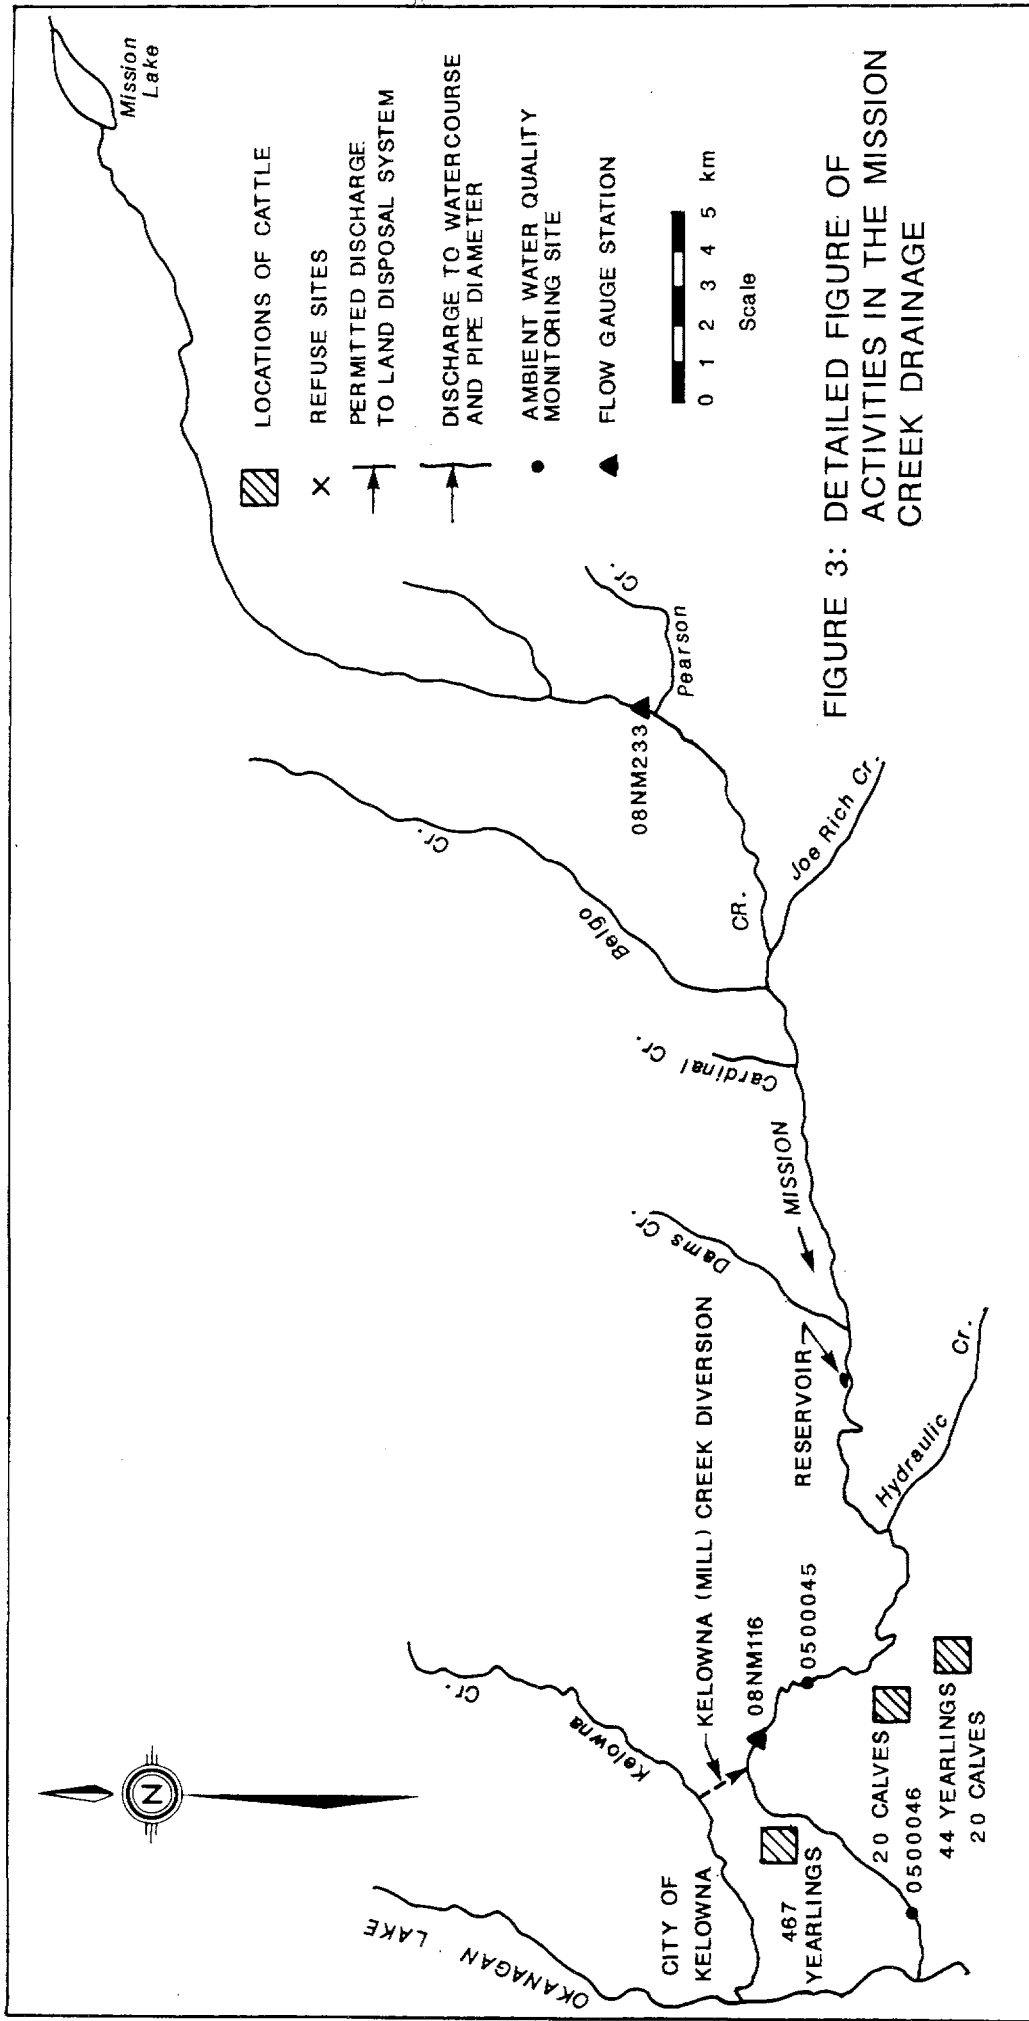 Mission
Lake
LOCATIONS OF CATTLE
REFUSE SITES
PERMITTED DISCHARGE
TO LAND DISPOSAL SYSTEM
DISCHARGE TO WATERCOURSE
AND PIPE DIAMETER
AMBIENT WATER QUALITY
MONITORING SITE
FLOW GAUGE STATION
0 1 2 3 4 5 km
Scale
FIGURE 3: DETAILED FIGURE OF
ACTIVITIES IN THE MISSION
CREEK DRAINAGE
N
OKANAGAN LAKE
Kelowna Cr.
CITY OF
KELOWNA
467
YEARLINGS
KELOWNA (MILL) CREEK DIVERSION
08NM116
0500045
0500046
20 CALVES
44 YEARLINGS
20 CALVES
Hydraulic Cr.
RESERVOIR
Dams Cr.
MISSION CR.
Cardinal Cr.
Belgo Cr.
Joe Rich Cr.
08NM233
Pearson Cr.